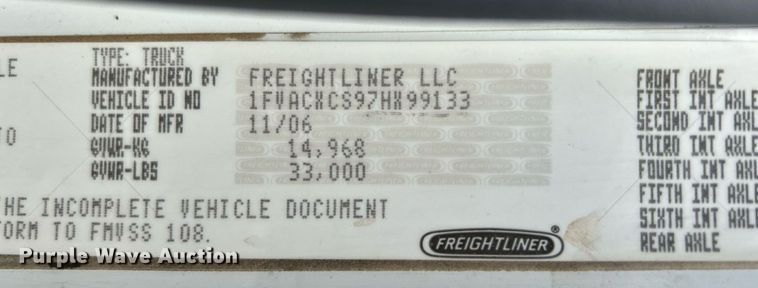 TYPE: TRUCK
MANUFACTURED BY FREIGHTLINER LLC
VEHICLE ID NO 1FVACXCS97HX99133
DATE OF MFR 11/06
GVWR-KG 14,968
GVWR-LBS 33,000
HE INCOMPLETE VEHICLE DOCUMENT
ORM TO FMVSS 108.
LE
TO
FRONT AXLE
FIRST INT AXLE
SECOND INT AXL
THIRD INT AXLE
FOURTH INT AXL
FIFTH INT AXL
SIXTH INT AXL
REAR AXLE
FREIGHTLINER®
Purple Wave Auction